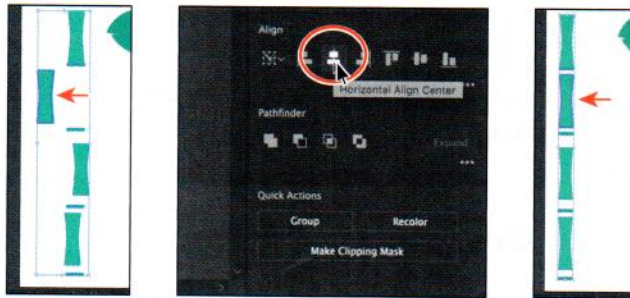 Align
Horizontal Align Center
Pathfinder
Expand
Quick Actions
Group Recolor
Make Clipping Mask